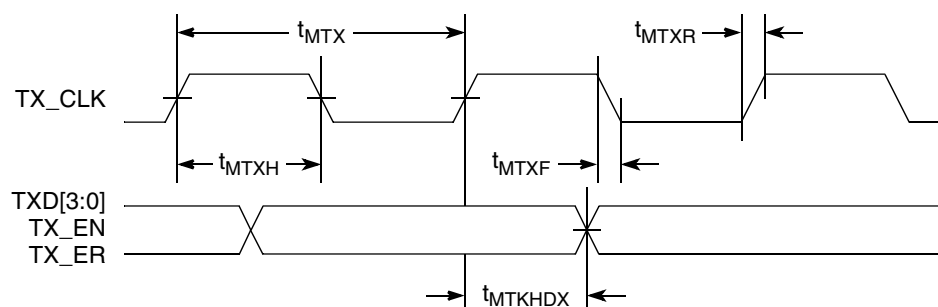 tMTX
tMTXR
TX_CLK
tMTXH
tMTXF
TXD[3:0]
TX_EN
TX_ER
tMTKHDX